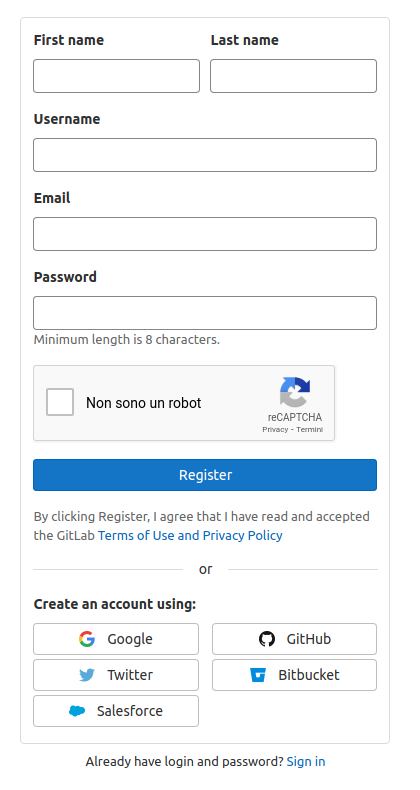 First name Last name
Username
Email
Password
Minimum length is 8 characters.
Non sono un robot
reCAPTCHA
Privacy - Termini
Register
By clicking Register, I agree that I have read and accepted
the GitLab Terms of Use and Privacy Policy
or
Create an account using:
Google GitHub
Twitter Bitbucket
Salesforce
Already have login and password? Sign in